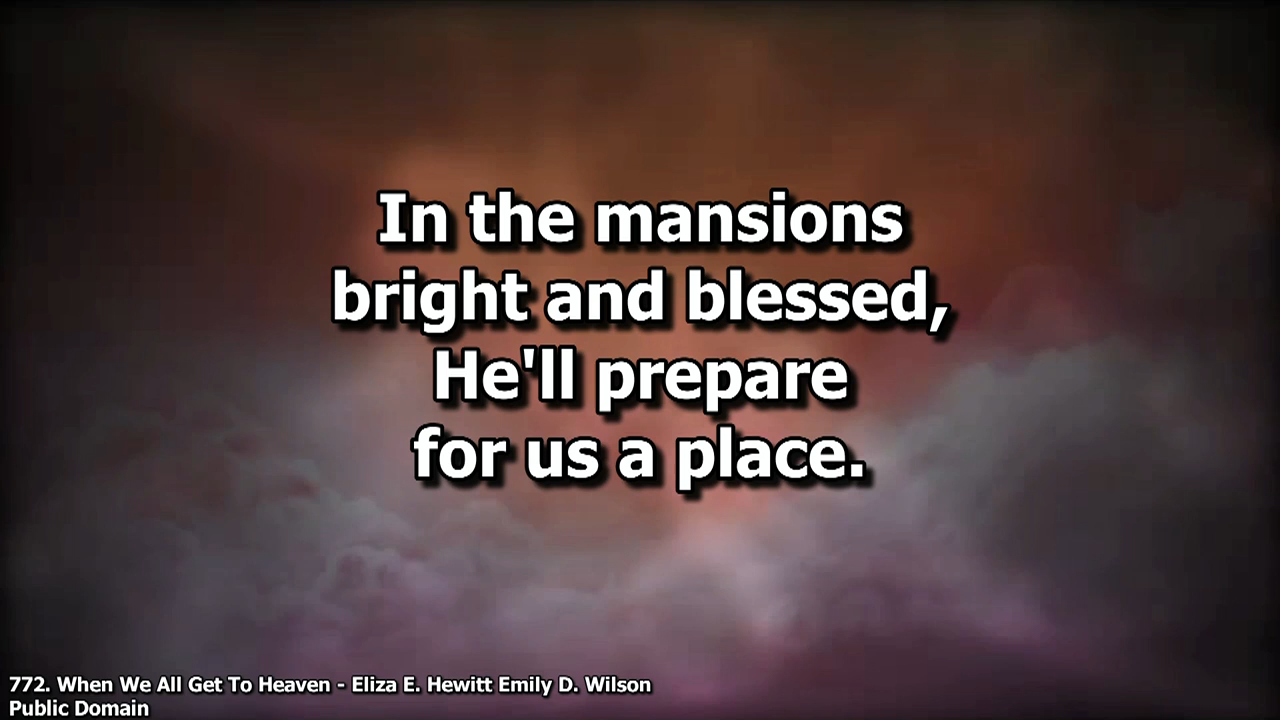 In the mansions
bright and blessed,
He'll prepare
for us a place.
772. When We All Get To Heaven - Eliza E. Hewitt Emily D. Wilson
Public Domain